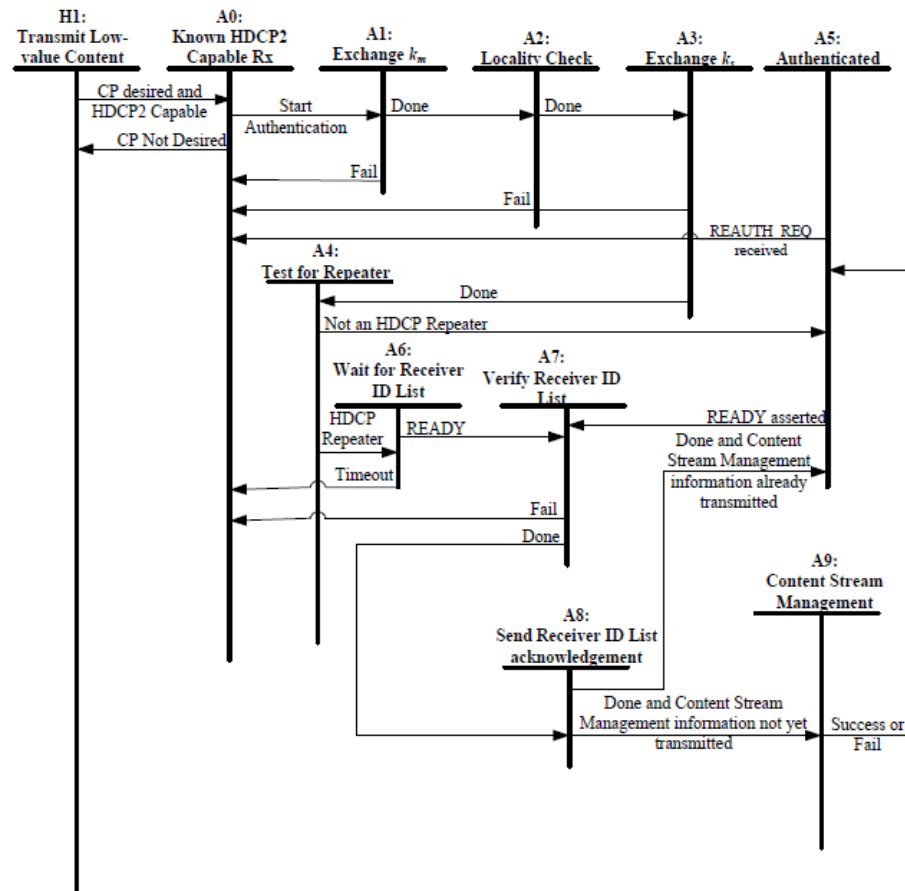 H1:
Transmit Low-
value Content
A0:
Known HDCP2
Capable Rx
A1:
Exchange km
A2:
Locality Check
A3:
Exchange ks
A5:
Authenticated
CP desired and
HDCP2 Capable
Start
Authentication
Done
Done
CP Not Desired
Fail
Fail
REAUTH_REQ
received
A4:
Test for Repeater
Done
Not an HDCP Repeater
A6:
Wait for Receiver
ID List
A7:
Verify Receiver ID
List
HDCP
Repeater
READY
READY asserted
Done and Content
Stream Management
information already
transmitted
Timeout
Fail
Done
A9:
Content Stream
Management
A8:
Send Receiver ID List
acknowledgement
Done and Content Stream
Management information not yet
transmitted
Success or
Fail